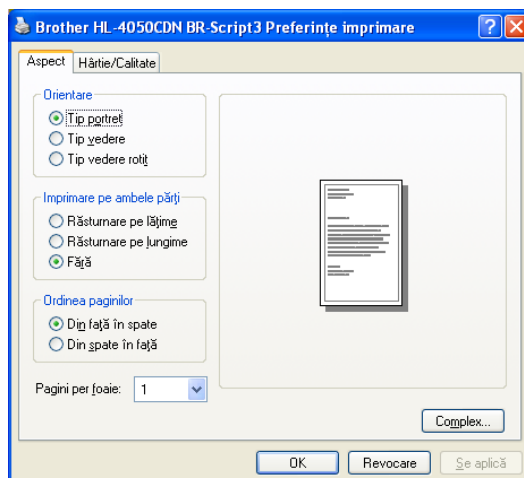 Brother HL-4050CDN BR-Script3 Preferințe imprimare
Aspect
Hârtie/Calitate
Orientare
Tip portret
Tip vedere
Tip vedere rotit
Imprimare pe ambele părți
Răsturnare pe lățime
Răsturnare pe lungime
Fără
Ordinea paginilor
Din față în spate
Din spate în față
Pagini per foaie: 1
Complex...
OK
Revocare
Se aplică